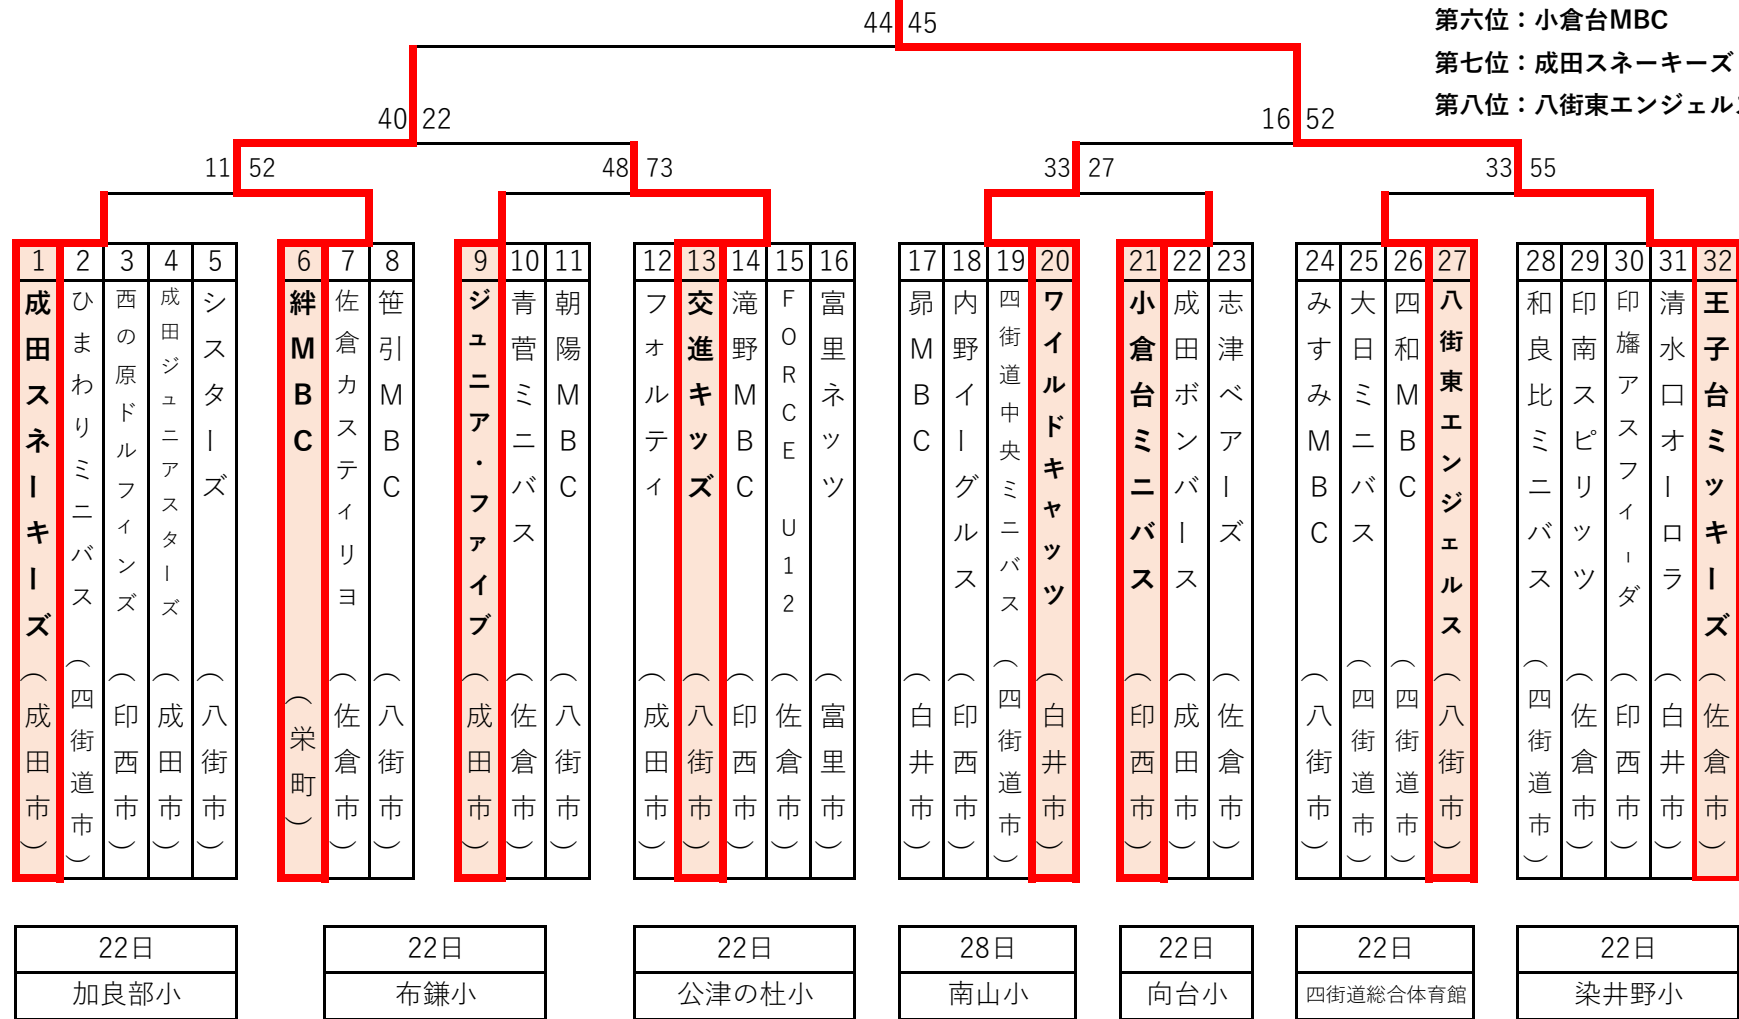 44 45
第六位：小倉台MBC
第七位：成田スネーキーズ
第八位：八街東エンジェル
40 22
16 52
11 52
48 73
33 27
33 55
1 成田スネーキーズ（成田市）
2 ひまわりミニバス（四街道市）
3 西の原ドルフィンズ（印西市）
4 成田ジュニアスターズ（成田市）
5 シスターズ（八街市）
6 絆MBC（栄町）
7 佐倉カスティリヨ（佐倉市）
8 笹引MBC（八街市）
9 ジュニア・ファイブ（成田市）
10 青菅ミニバス（佐倉市）
11 朝陽MBC（八街市）
12 フォルティ（成田市）
13 交進キッズ（八街市）
14 滝野MBC（印西市）
15 FORCE U12（佐倉市）
16 富里ネッツ（富里市）
17 昴MBC（白井市）
18 内野イーグルス（印西市）
19 四街道中央ミニバス（四街道市）
20 ワイルドキャッツ（白井市）
21 小倉台ミニバス（印西市）
22 成田ボンバース（成田市）
23 志津ベアーズ（佐倉市）
24 みすみMBC（八街市）
25 大日ミニバス（四街道市）
26 四和MBC（四街道市）
27 八街東エンジェルス（八街市）
28 和良比ミニバス（四街道市）
29 印南スピリッツ（佐倉市）
30 印旛アスフィーダ（印西市）
31 清水口オーロラ（白井市）
32 王子台ミッキーズ（佐倉市）
22日
加良部小
22日
布鎌小
22日
公津の杜小
28日
南山小
22日
向台小
22日
四街道総合体育館
22日
染井野小